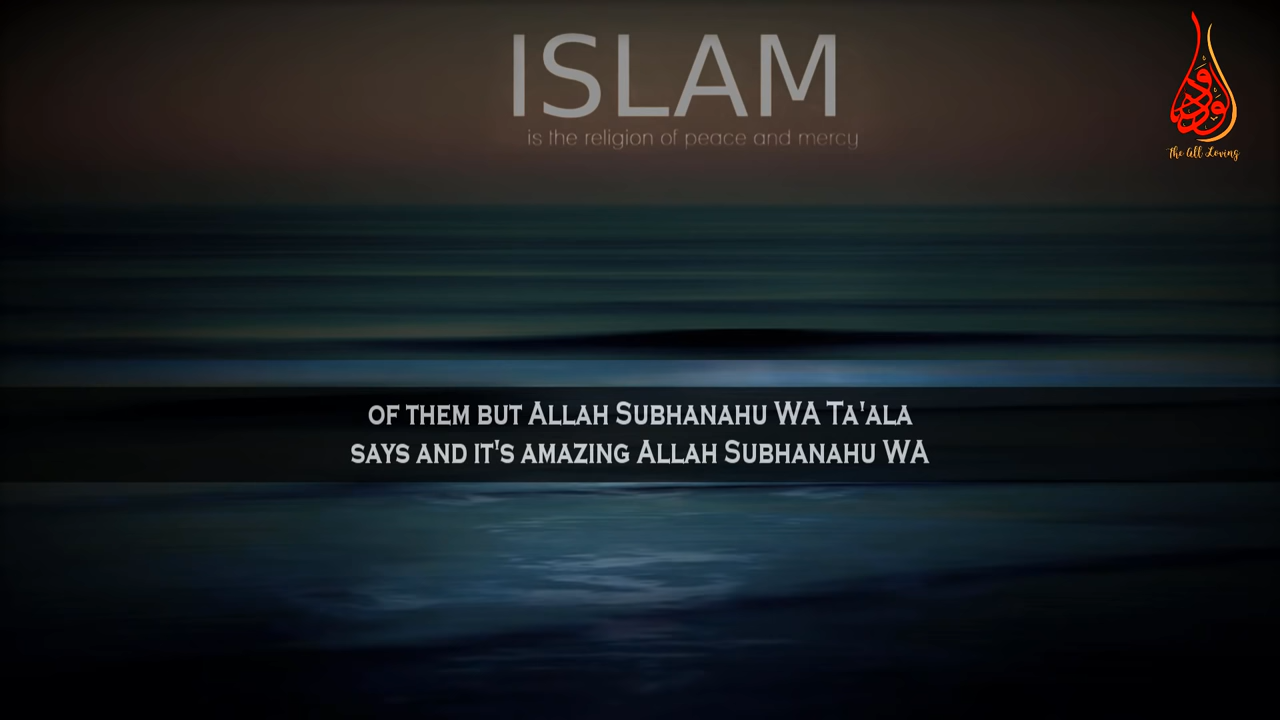 ISLAM
is the religion of peace and mercy
الودود
The All Loving
OF THEM BUT ALLAH SUBHANAHU WA TA'ALA
SAYS AND IT'S AMAZING ALLAH SUBHANAHU WA